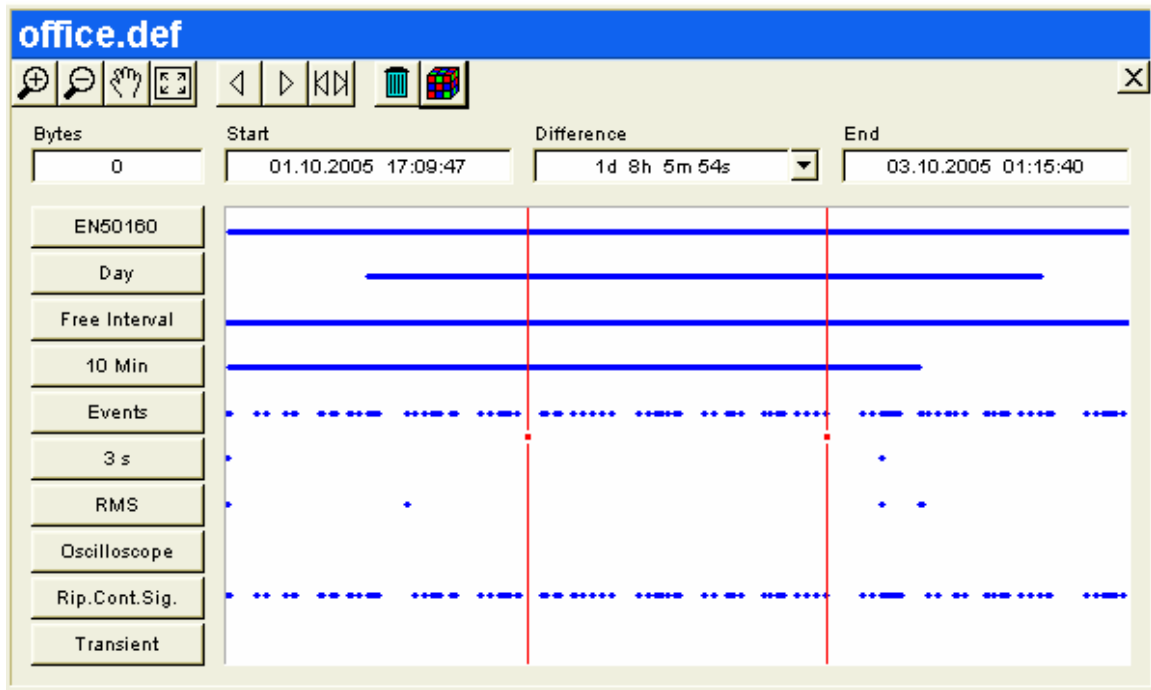 office.def
X
Bytes Start Difference End
0 01.10.2005 17:09:47 1d 8h 5m 54s 03.10.2005 01:15:40
EN50160
Day
Free Interval
10 Min
Events
3 s
RMS
Oscilloscope
Rip.Cont.Sig.
Transient